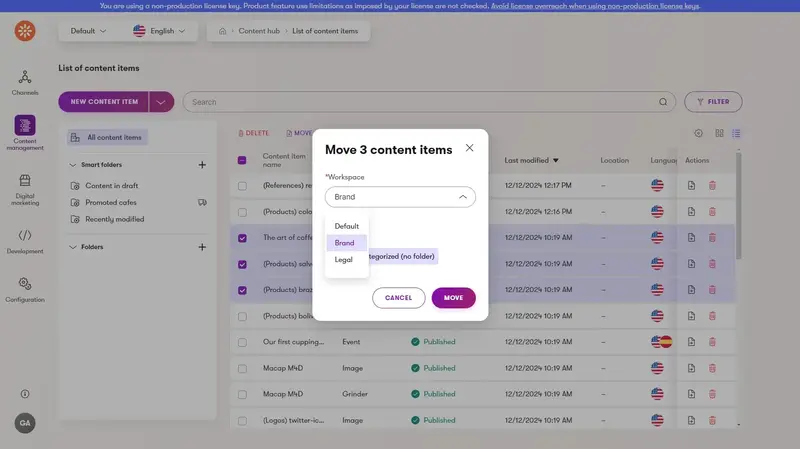 You are using a non-production license key. Product feature use limitations as imposed by your license are not checked. Avoid license overreach when using non-production license keys.
Default
English
Content hub
List of content items
Channels
Content management
Digital marketing
Development
Configuration
GA
List of content items
NEW CONTENT ITEM
Search
FILTER
All content items
Smart folders
Content in draft
Promoted cafes
Recently modified
Folders
DELETE
MOVE
Content item name
Last modified
Location
Actions
(References)
12/12/2024 12:17 PM
–
(Products)
12/12/2024 12:16 PM
–
The art of
12/12/2024 10:19 AM
–
(Products)
12/12/2024 10:19 AM
–
(Products)
12/12/2024 10:19 AM
–
(Products)
12/12/2024 10:19 AM
–
Our first cupping...
Event
Published
12/12/2024 10:19 AM
–
Macap M4D
Image
Published
12/12/2024 10:19 AM
–
Macap M4D
Grinder
Published
12/12/2024 10:19 AM
–
(Logos) twitter-ic...
Image
Published
12/12/2024 10:19 AM
–
Move 3 content items
*Workspace
Brand
Default
Brand
Legal
(no folder)
CANCEL
MOVE